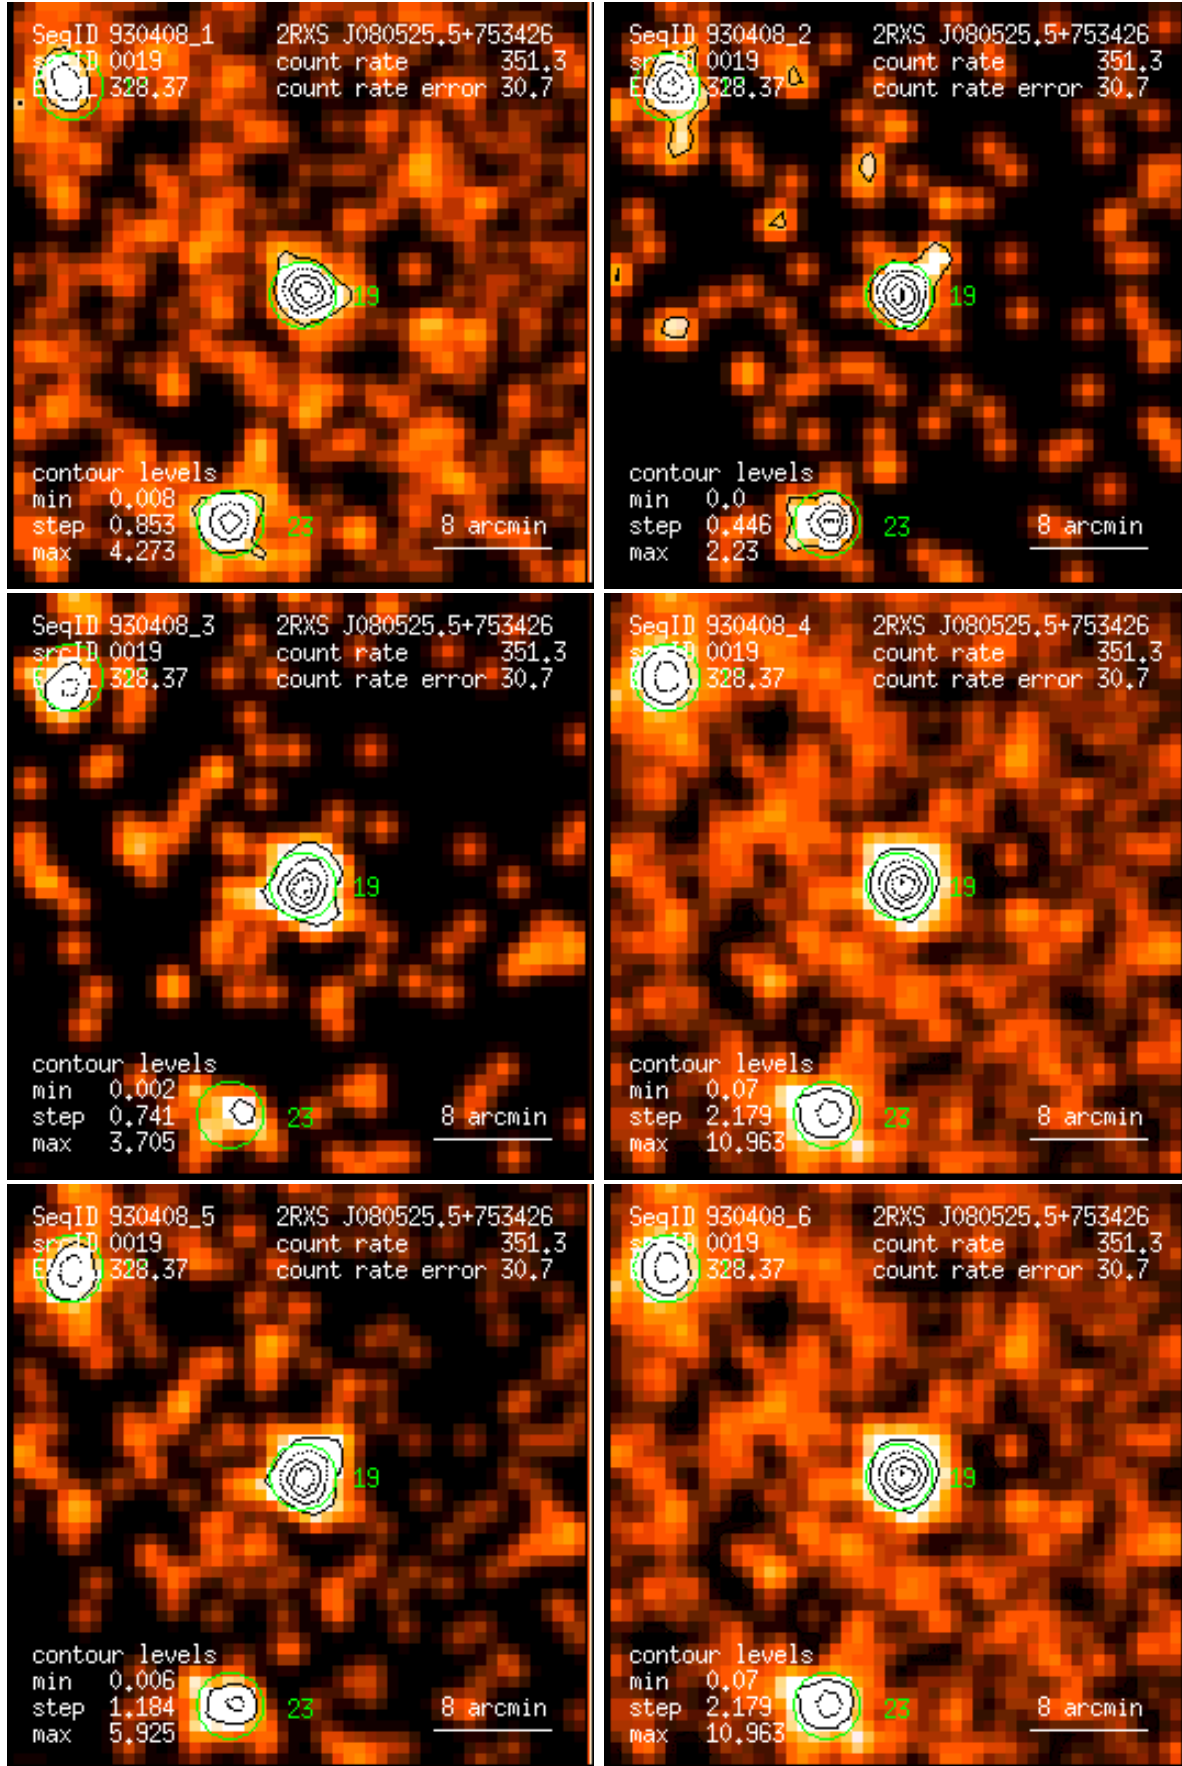 SeqID 930408_1 2RXS J080525.5+753426
srcID 0019 count rate 351.3
328.37 count rate error 30.7
19
contour levels
min 0.008
step 0.853 23 8 arcmin
max 4.273
SeqID 930408_2 2RXS J080525.5+753426
srcID 0019 count rate 351.3
328.37 count rate error 30.7
19
contour levels
min 0.0
step 0.446 23 8 arcmin
max 2.23
SeqID 930408_3 2RXS J080525.5+753426
srcID 0019 count rate 351.3
328.37 count rate error 30.7
19
contour levels
min 0.002
step 0.741 23 8 arcmin
max 3.705
SeqID 930408_4 2RXS J080525.5+753426
srcID 0019 count rate 351.3
328.37 count rate error 30.7
19
contour levels
min 0.07
step 2.179 23 8 arcmin
max 10.963
SeqID 930408_5 2RXS J080525.5+753426
srcID 0019 count rate 351.3
328.37 count rate error 30.7
19
contour levels
min 0.006
step 1.184 23 8 arcmin
max 5.925
SeqID 930408_6 2RXS J080525.5+753426
srcID 0019 count rate 351.3
328.37 count rate error 30.7
19
contour levels
min 0.07
step 2.179 23 8 arcmin
max 10.963